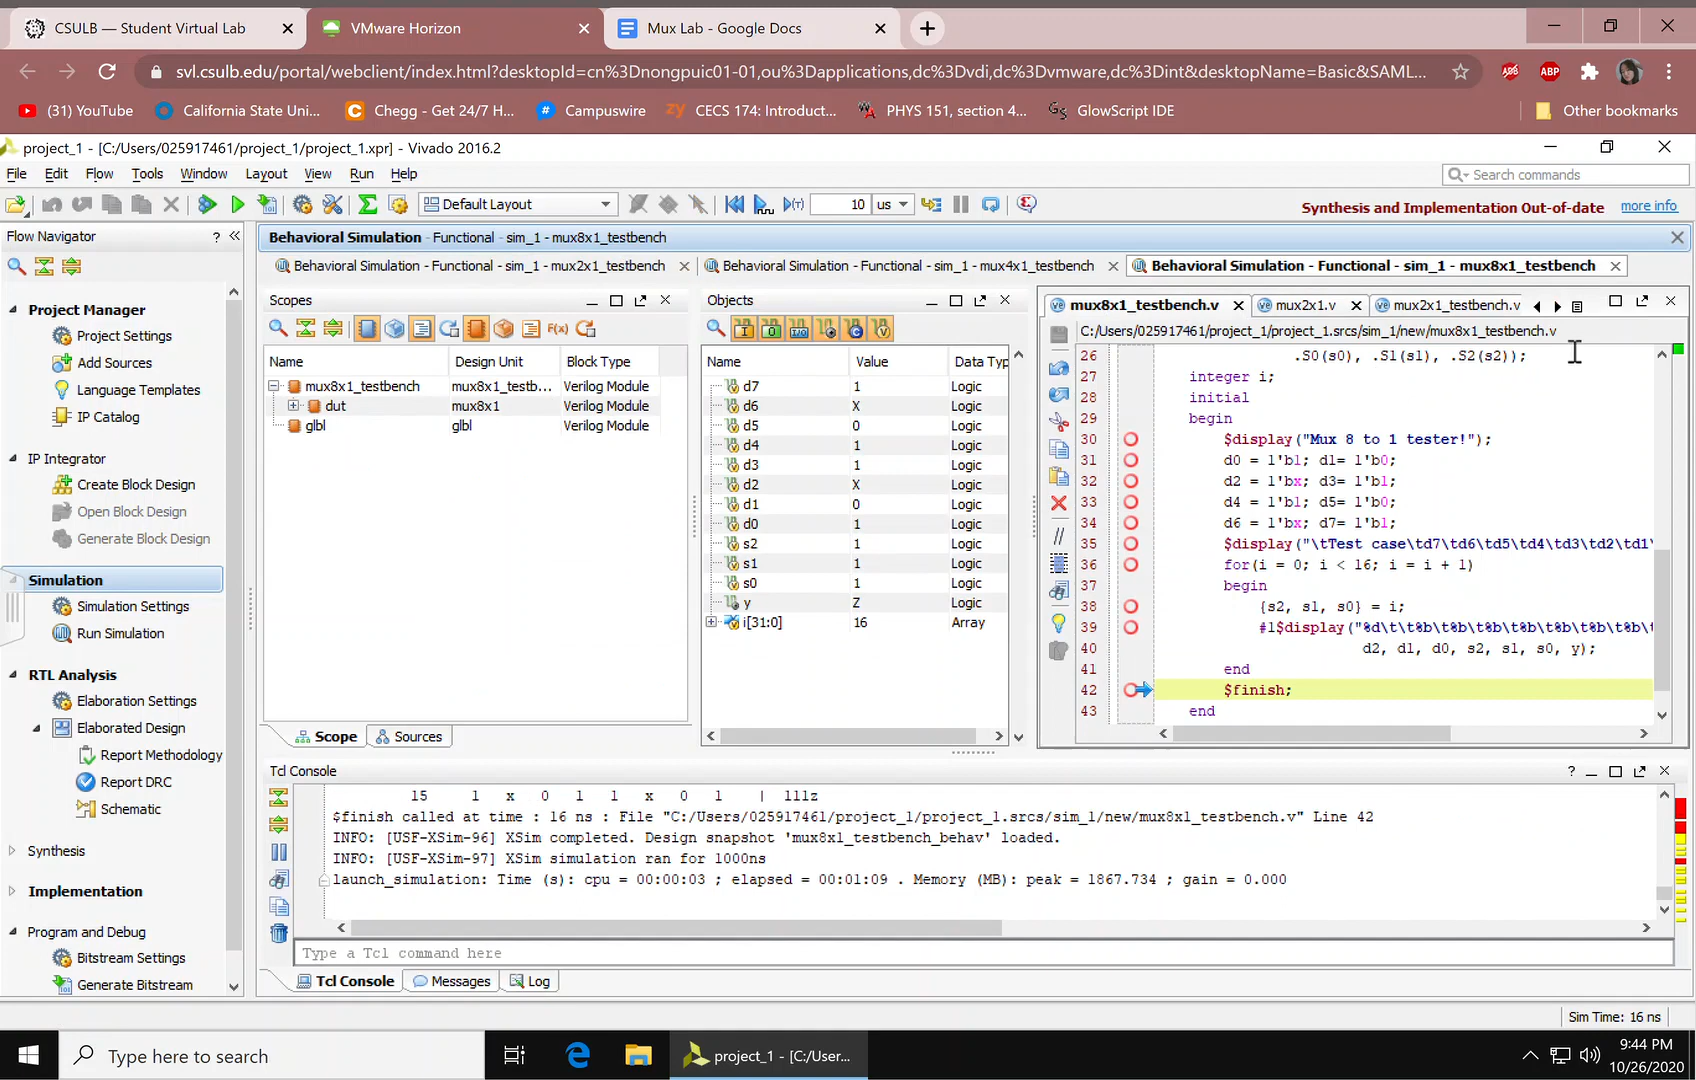 CSULB — Student Virtual Lab
VMware Horizon
Mux Lab - Google Docs
svl.csulb.edu/portal/webclient/index.html?desktopId=cn%3Dnongpuic01-01,ou%3Dapplications,dc%3Dvdi,dc%3Dvmware,dc%3Dint&desktopName=Basic&SAML...
ABP
(31) YouTube
California State Uni...
Chegg - Get 24/7 H...
Campuswire
CECS 174: Introduct...
PHYS 151, section 4...
GlowScript IDE
Other bookmarks
project_1 - [C:/Users/025917461/project_1/project_1.xpr] - Vivado 2016.2
File Edit Flow Tools Window Layout View Run Help
Search commands
Default Layout
10 us
Synthesis and Implementation Out-of-date more info
Flow Navigator
Behavioral Simulation - Functional - sim_1 - mux8x1_testbench
Behavioral Simulation - Functional - sim_1 - mux2x1_testbench
Behavioral Simulation - Functional - sim_1 - mux4x1_testbench
Behavioral Simulation - Functional - sim_1 - mux8x1_testbench
Project Manager
Project Settings
Add Sources
Language Templates
IP Catalog
IP Integrator
Create Block Design
Open Block Design
Generate Block Design
Simulation
Simulation Settings
Run Simulation
RTL Analysis
Elaboration Settings
Elaborated Design
Report Methodology
Report DRC
Schematic
Synthesis
Implementation
Program and Debug
Bitstream Settings
Generate Bitstream
Scopes
Name Design Unit Block Type
mux8x1_testbench mux8x1_testb... Verilog Module
dut mux8x1 Verilog Module
glbl glbl Verilog Module
Scope Sources
Objects
Name Value Data Typ
d7 1 Logic
d6 X Logic
d5 0 Logic
d4 1 Logic
d3 1 Logic
d2 X Logic
d1 0 Logic
d0 1 Logic
s2 1 Logic
s1 1 Logic
s0 1 Logic
y Z Logic
i[31:0] 16 Array
mux8x1_testbench.v mux2x1.v mux2x1_testbench.v
C:/Users/025917461/project_1/project_1.srcs/sim_1/new/mux8x1_testbench.v
26 .S0(s0), .S1(s1), .S2(s2));
27 integer i;
28 initial
29 begin
30 $display("Mux 8 to 1 tester!");
31 d0 = 1'b1; d1= 1'b0;
32 d2 = 1'bx; d3= 1'b1;
33 d4 = 1'b1; d5= 1'b0;
34 d6 = 1'bx; d7= 1'b1;
35 $display("\tTest case\td7\td6\td5\td4\td3\td2\td1\
36 for(i = 0; i < 16; i = i + 1)
37 begin
38 {s2, s1, s0} = i;
39 #1$display("%d\t\t%b\t%b\t%b\t%b\t%b\t%b\t%b\t
40 d2, d1, d0, s2, s1, s0, y);
41 end
42 $finish;
43 end
Tcl Console
15 1 x 0 1 1 x 0 1 | 111z
$finish called at time : 16 ns : File "C:/Users/025917461/project_1/project_1.srcs/sim_1/new/mux8x1_testbench.v" Line 42
INFO: [USF-XSim-96] XSim completed. Design snapshot 'mux8x1_testbench_behav' loaded.
INFO: [USF-XSim-97] XSim simulation ran for 1000ns
launch_simulation: Time (s): cpu = 00:00:03 ; elapsed = 00:01:09 . Memory (MB): peak = 1867.734 ; gain = 0.000
Type a Tcl command here
Tcl Console Messages Log
Sim Time: 16 ns
Type here to search
project_1 - [C:/User...
9:44 PM
10/26/2020